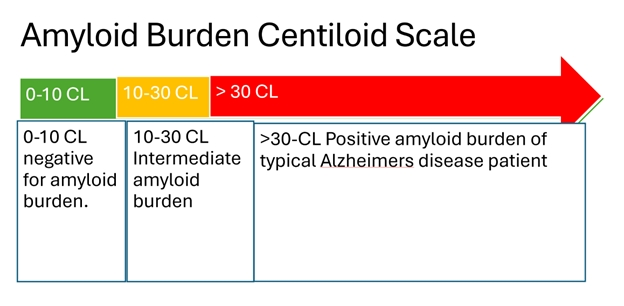 Amyloid Burden Centiloid Scale
0-10 CL
10-30 CL
> 30 CL
0-10 CL
negative
for amyloid
burden.
10-30 CL
Intermediate
amyloid
burden
>30-CL Positive amyloid burden of
typical Alzheimers disease patient